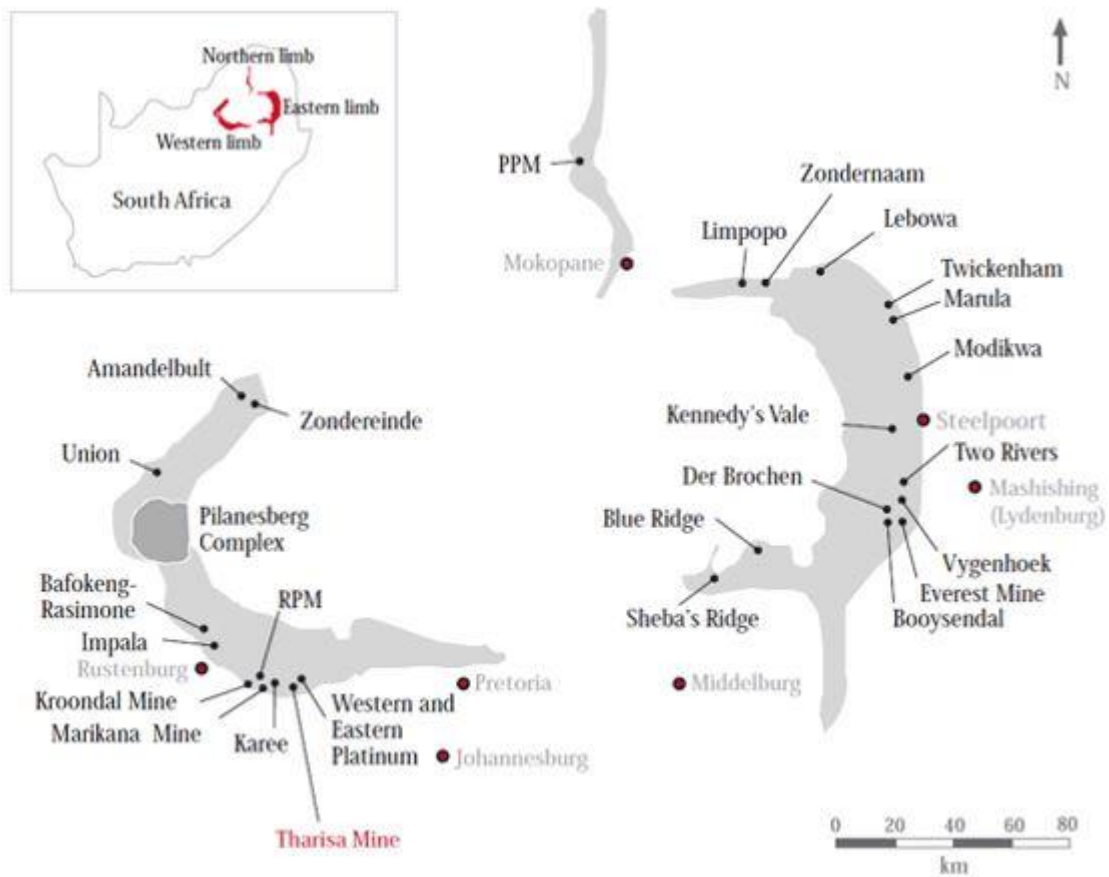 Northern limb
Eastern limb
Western limb
South Africa
N
PPM
Zondernaam
Limpopo
Lebowa
Mokopane
Twickenham
Marula
Modikwa
Amandelbult
Zondereinde
Kennedy's Vale
Steelpoort
Union
Two Rivers
Der Brochen
Mashishing
(Lydenburg)
Pilanesberg
Complex
Blue Ridge
Vygenhoek
Everest Mine
Booysendal
Sheba's Ridge
Bafokeng-
Rasimone
RPM
Impala
Rustenburg
Kroondal Mine
Marikana Mine
Karee
Western and
Eastern
Platinum
Pretoria
Middelburg
Johannesburg
Tharisa Mine
0 20 40 60 80
km